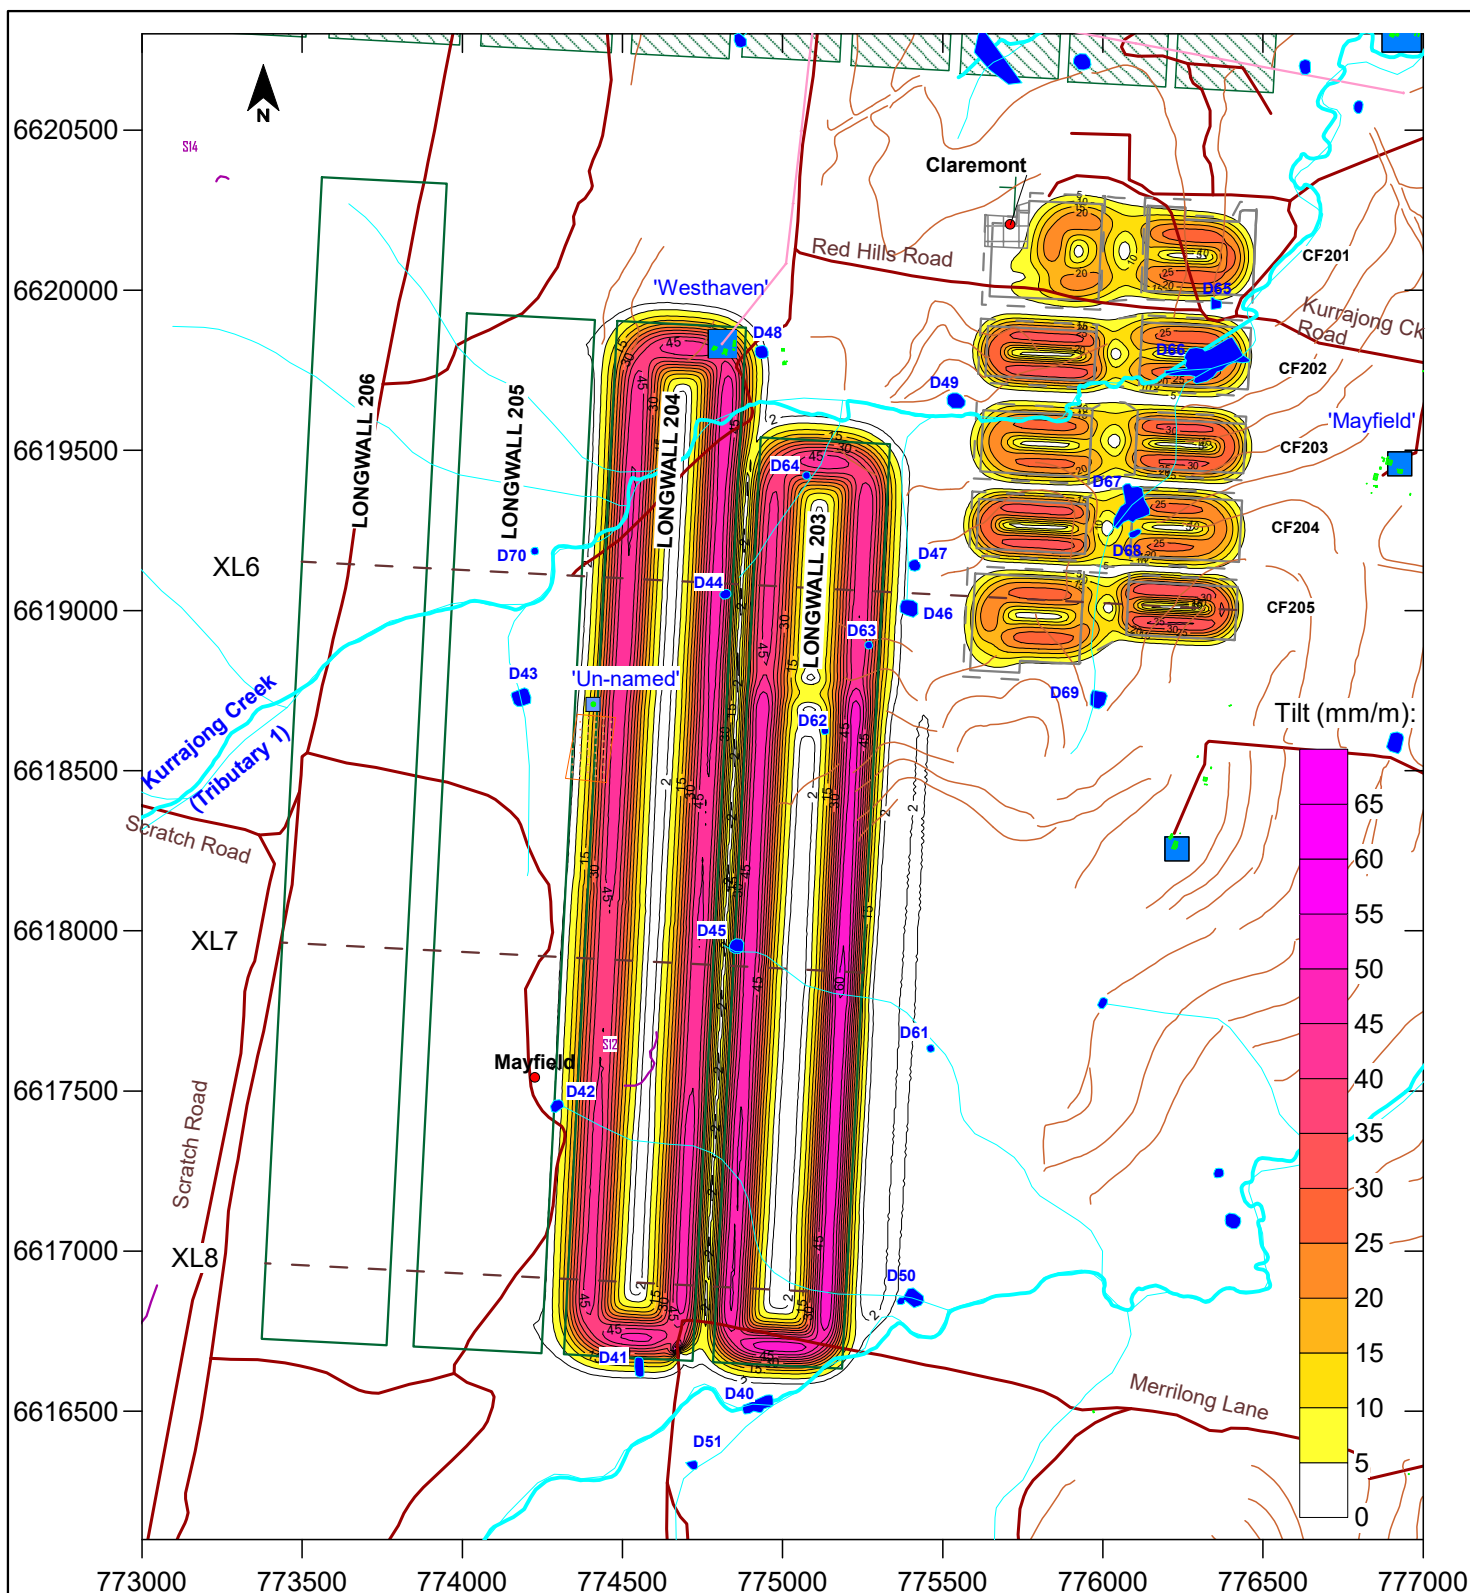 6620500
6620000
6619500
6619000
6618500
6618000
6617500
6617000
6616500
773000
773500
774000
774500
775000
775500
776000
776500
777000
N
S14
Claremont
Red Hills Road
CF201
'Westhaven'
D65
Kurrajong Ck
Road
D48
D66
CF202
D49
'Mayfield'
CF203
LONGWALL 206
LONGWALL 205
LONGWALL 204
LONGWALL 203
D64
D67
CF204
D68
D47
XL6
D70
D44
D46
CF205
D63
D43
'Un-named'
D69
D62
Kurrajong Creek
(Tributary 1)
Scratch Road
Tilt (mm/m):
65
60
55
50
45
40
35
30
25
20
15
10
5
0
XL7
D45
D61
S12
Mayfield
D42
Scratch Road
XL8
D50
D41
D40
Merrilong Lane
D51